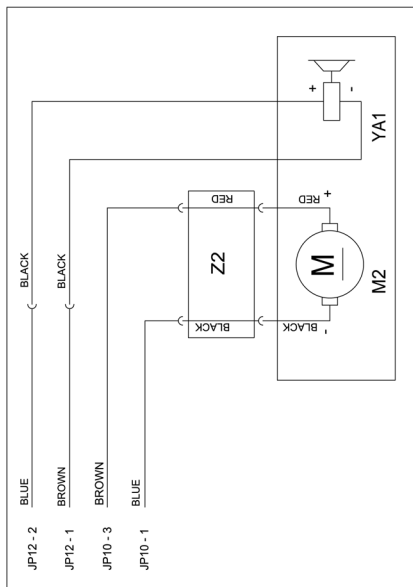 +
-
YA1
BLACK
BLACK
RED
RED
+
Z2
M
M2
BLACK
BLACK
-
BLUE
BROWN
BROWN
BLUE
JP12 - 2
JP12 - 1
JP10 - 3
JP10 - 1